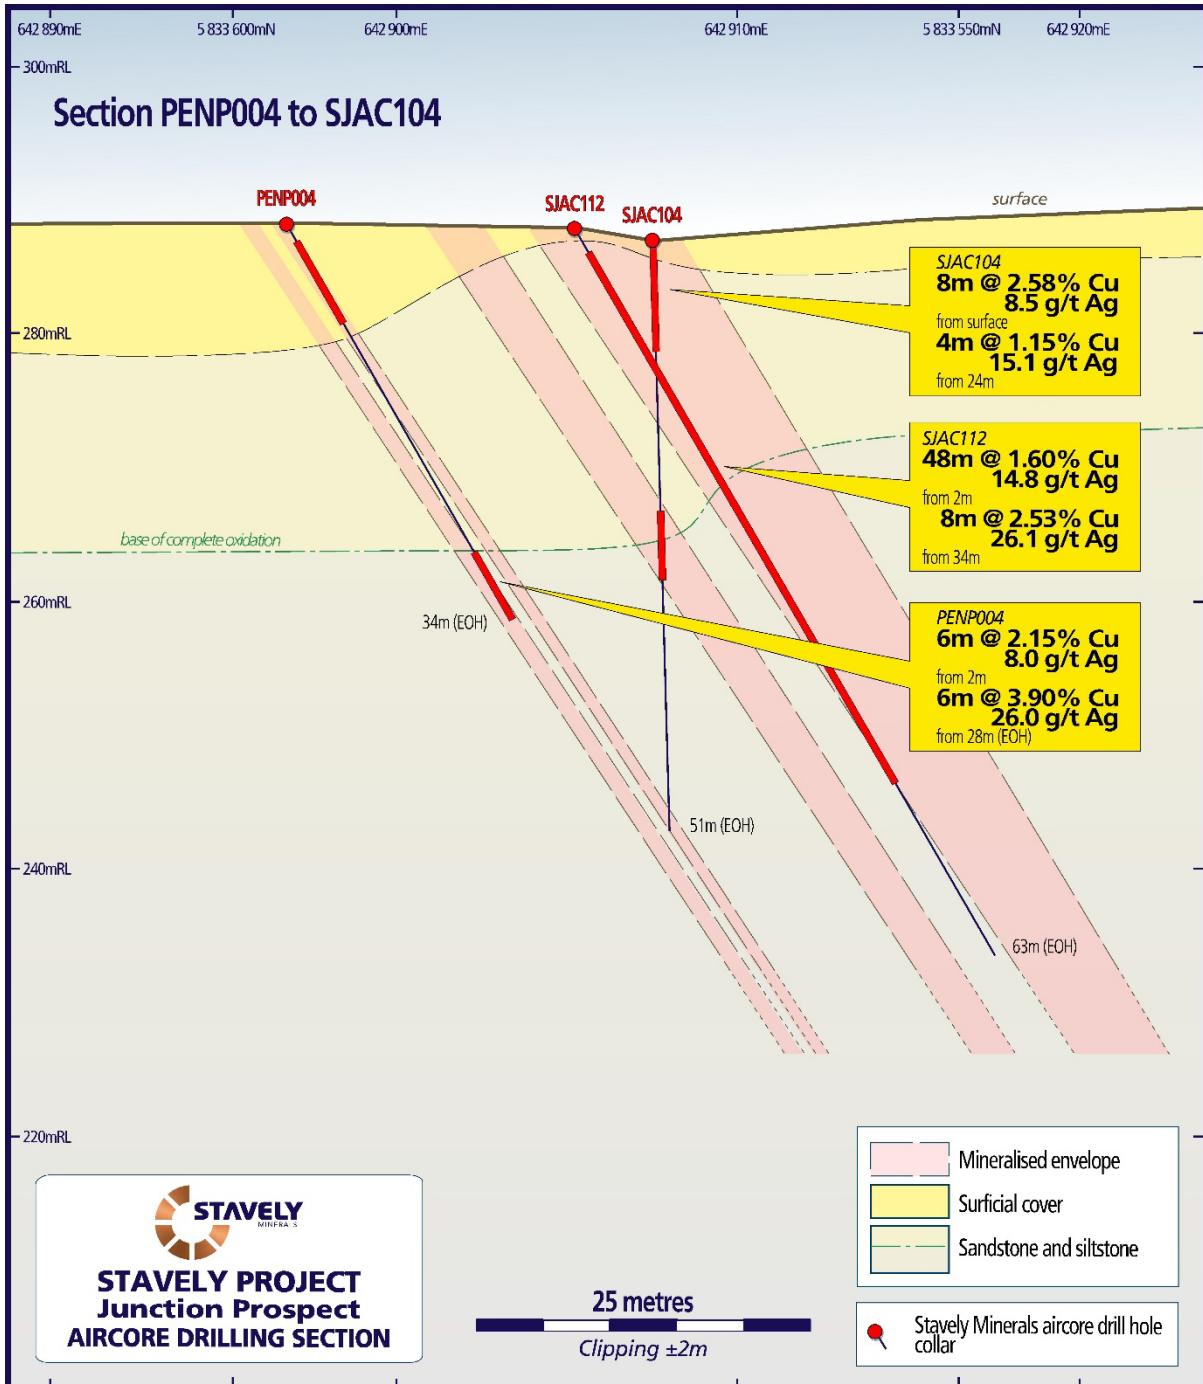 642 890mE
5 833 600mN
642 900mE
642 910mE
5 833 550mN
642 920mE
300mRL
Section PENP004 to SJAC104
PENP004
SJAC112
SJAC104
surface
SJAC104
8m @ 2.58% Cu
8.5 g/t Ag
from surface
4m @ 1.15% Cu
15.1 g/t Ag
from 24m
280mRL
SJAC112
48m @ 1.60% Cu
14.8 g/t Ag
from 2m
8m @ 2.53% Cu
26.1 g/t Ag
from 34m
base of complete oxidation
260mRL
34m (EOH)
PENP004
6m @ 2.15% Cu
8.0 g/t Ag
from 2m
6m @ 3.90% Cu
26.0 g/t Ag
from 28m (EOH)
51m (EOH)
240mRL
63m (EOH)
220mRL
Mineralised envelope
Surficial cover
Sandstone and siltstone
STAVELY
MINERALS
STAVELY PROJECT
Junction Prospect
AIRCORE DRILLING SECTION
25 metres
Clipping ±2m
Stavely Minerals aircore drill hole
collar